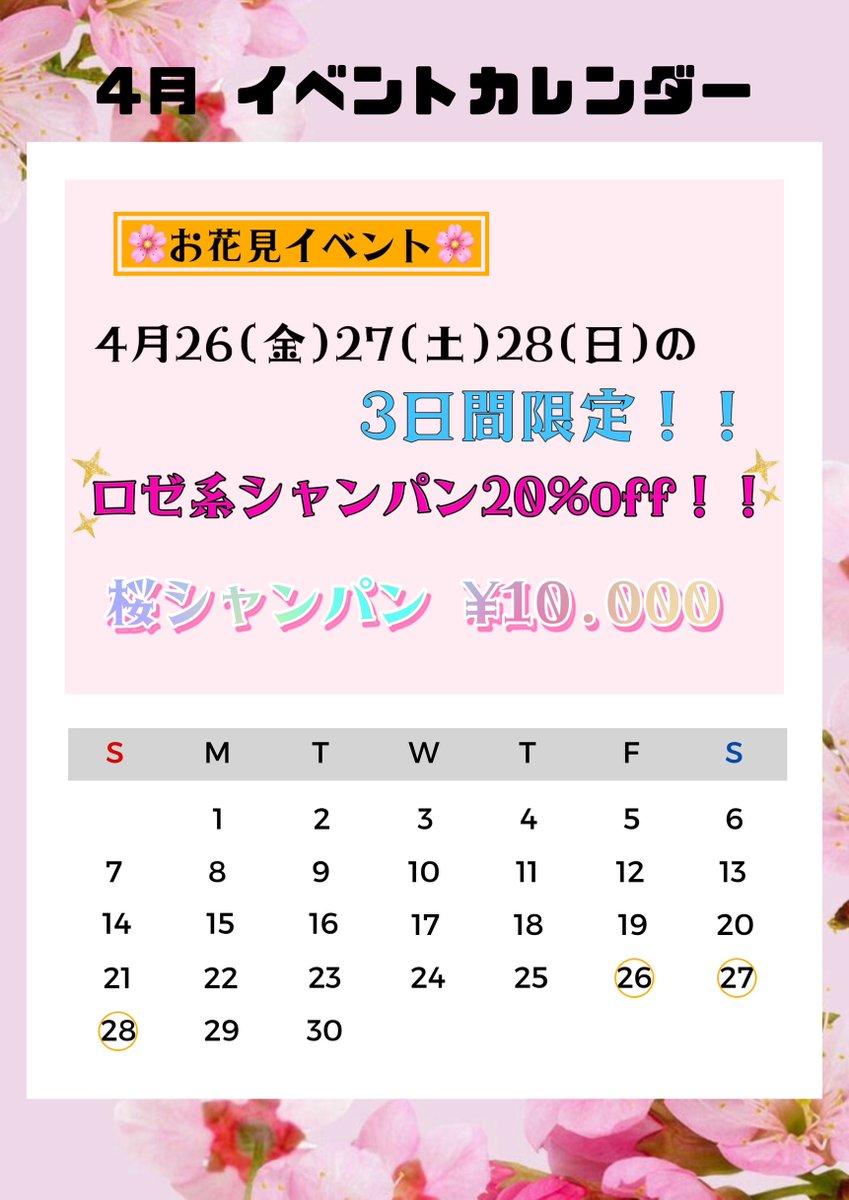 4月 イベントカレンダー
🌸お花見イベント🌸
4月26(金)27(土)28(日)の
3日間限定！！
ロゼ系シャンパン20%off！！
桜シャンパン ¥10.000
S M T W T F S
1 2 3 4 5 6
7 8 9 10 11 12 13
14 15 16 17 18 19 20
21 22 23 24 25 26 27
28 29 30